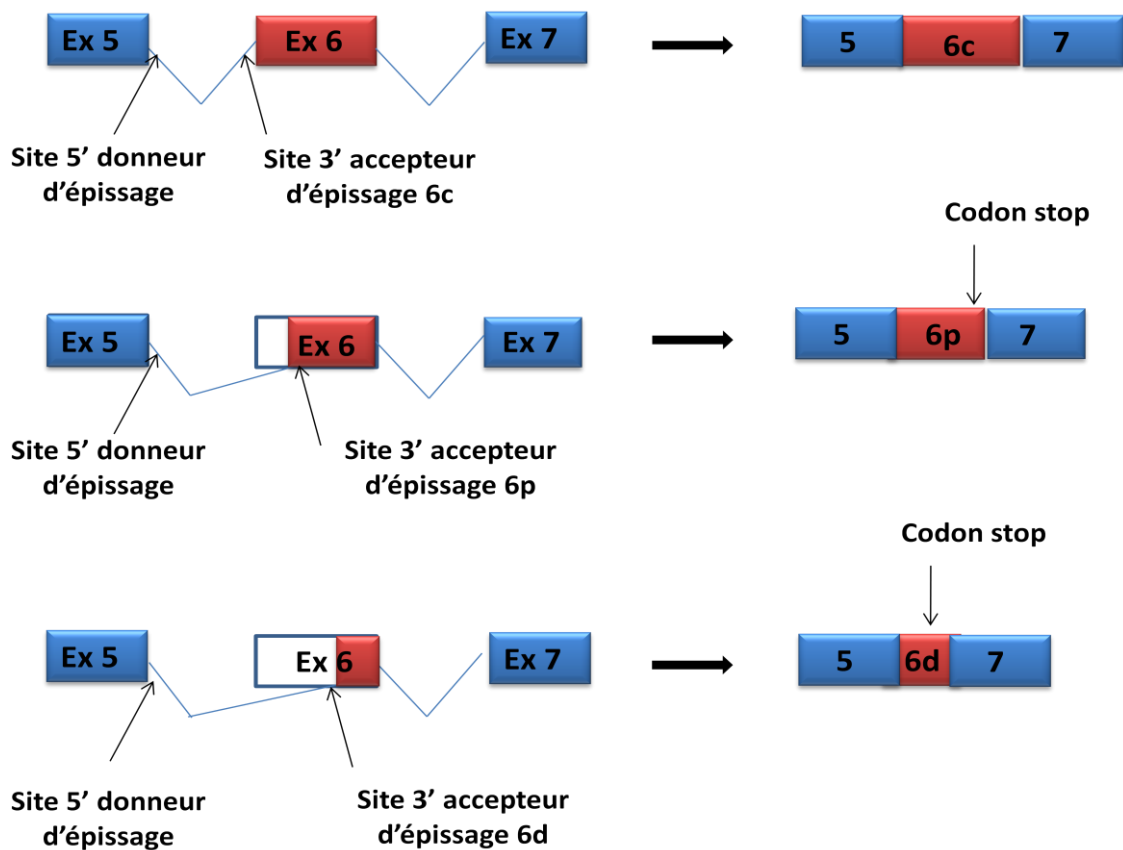 Ex 5 Ex 6 Ex 7 5 6c 7
Site 5' donneur
d'épissage
Site 3' accepteur
d'épissage 6c
Codon stop
Ex 5 Ex 6 Ex 7 5 6p 7
Site 5' donneur
d'épissage
Site 3' accepteur
d'épissage 6p
Codon stop
Ex 5 Ex 6 Ex 7 5 6d 7
Site 5' donneur
d'épissage
Site 3' accepteur
d'épissage 6d